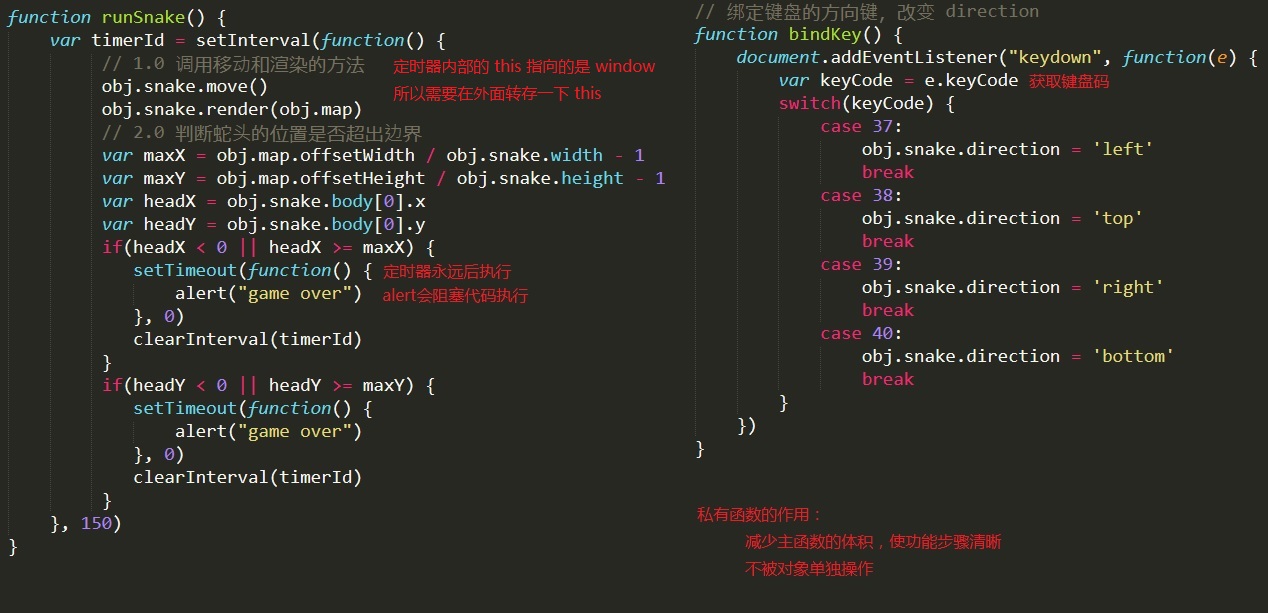 function runSnake() {
var timerId = setInterval(function() {
// 1.0 调用移动和渲染的方法 定时器内部的 this 指向的是 window
obj.snake.move() 所以需要在外面转存一下 this
obj.snake.render(obj.map)
// 2.0 判断蛇头的位置是否超出边界
var maxX = obj.map.offsetWidth / obj.snake.width - 1
var maxY = obj.map.offsetHeight / obj.snake.height - 1
var headX = obj.snake.body[0].x
var headY = obj.snake.body[0].y
if(headX < 0 || headX >= maxX) {
setTimeout(function() { 定时器永远后执行
alert("game over") alert会阻塞代码执行
}, 0)
clearInterval(timerId)
}
if(headY < 0 || headY >= maxY) {
setTimeout(function() {
alert("game over")
}, 0)
clearInterval(timerId)
}
}, 150)
}
// 绑定键盘的方向键, 改变 direction
function bindKey() {
document.addEventListener("keydown", function(e) {
var keyCode = e.keyCode 获取键盘码
switch(keyCode) {
case 37:
obj.snake.direction = 'left'
break
case 38:
obj.snake.direction = 'top'
break
case 39:
obj.snake.direction = 'right'
break
case 40:
obj.snake.direction = 'bottom'
break
}
})
}
私有函数的作用：
减少主函数的体积，使功能步骤清晰
不被对象单独操作